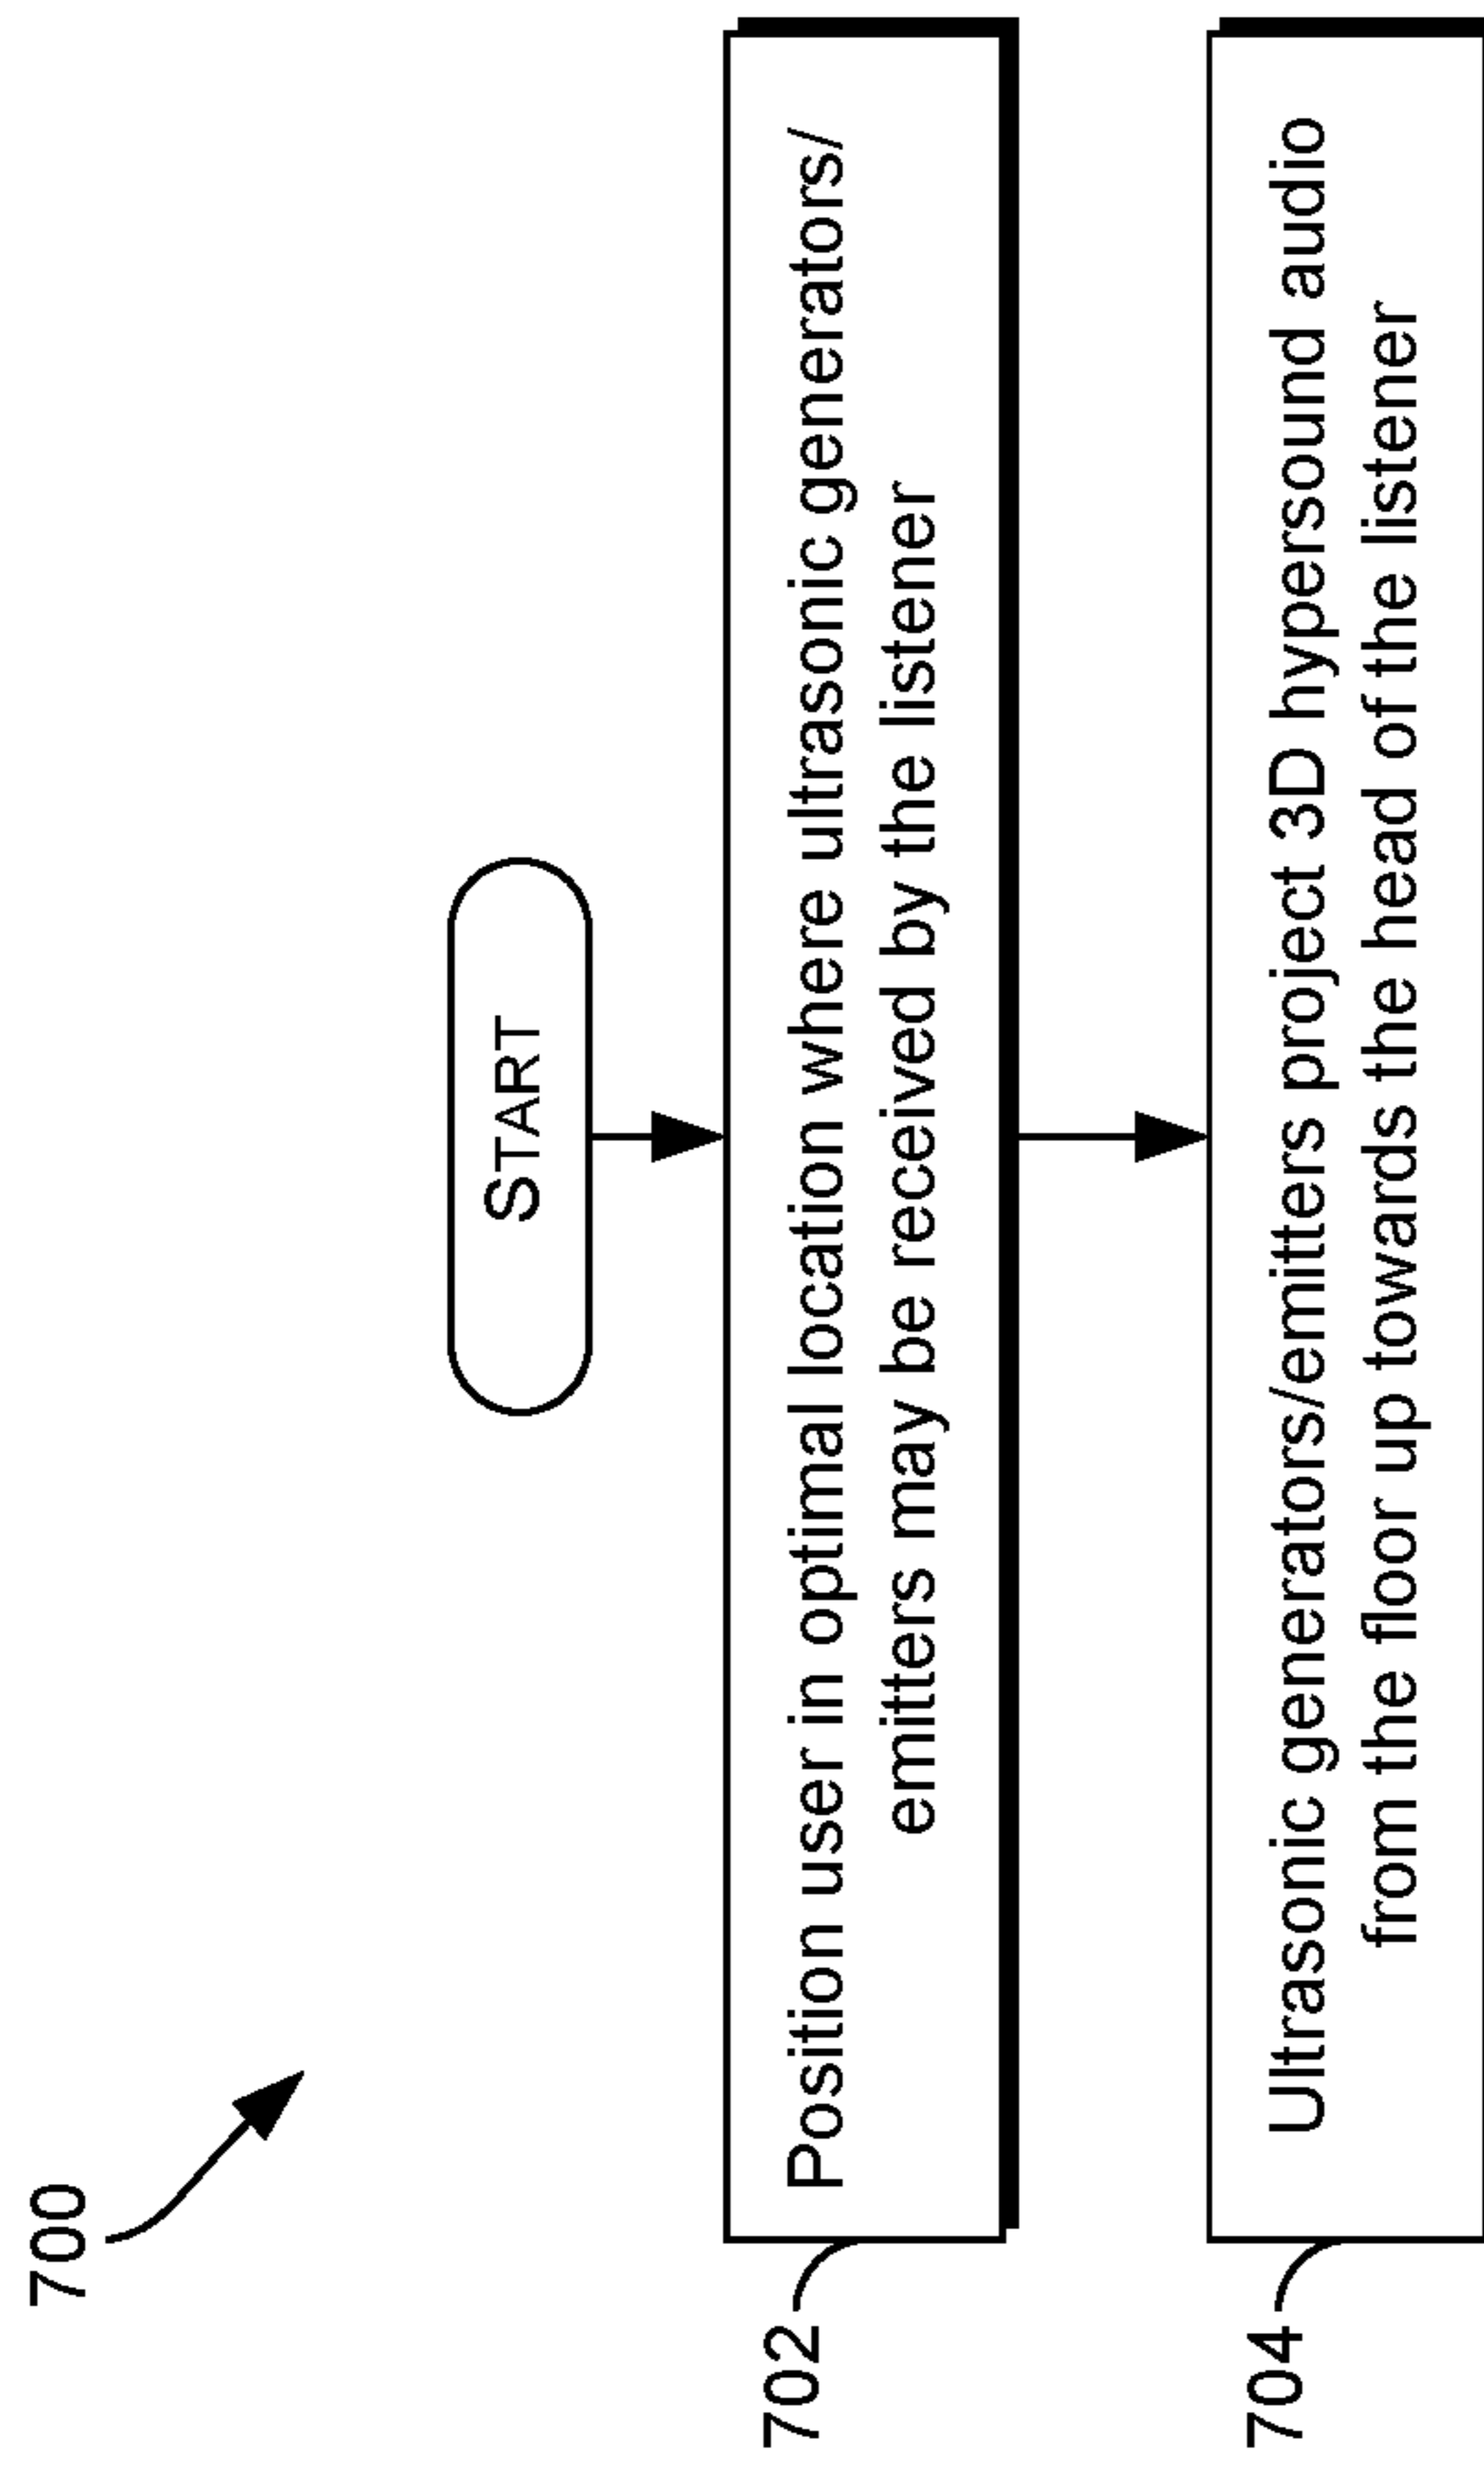 700
START
702
Position user in optimal location where ultrasonic generators/
emitters may be received by the listener
704
Ultrasonic generators/emitters project 3D hypersound audio
from the floor up towards the head of the listener